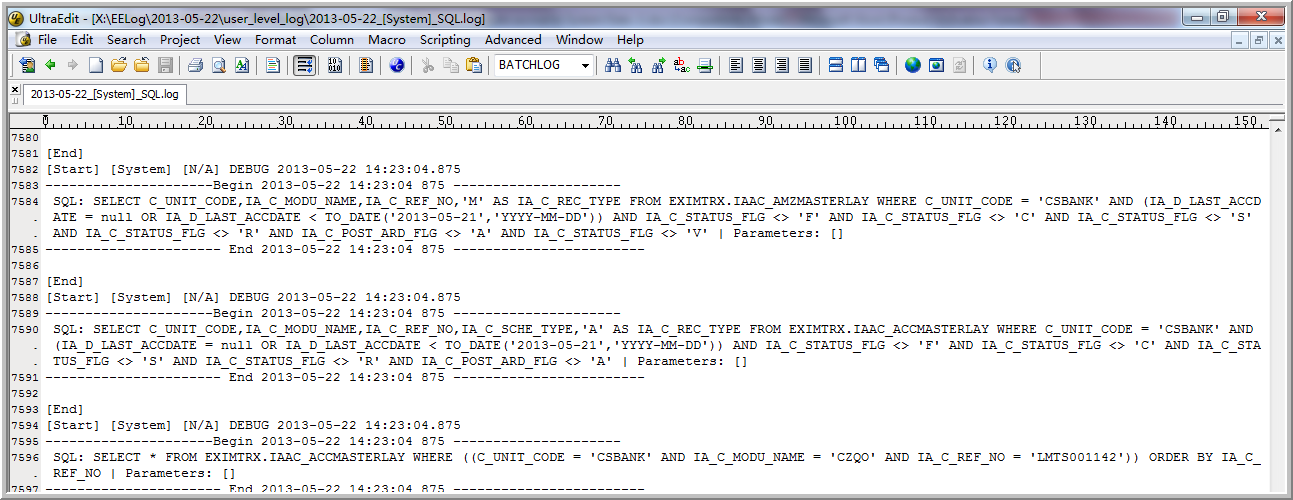 UltraEdit - [X:\EELog\2013-05-22\user_level_log\2013-05-22_[System]_SQL.log]
File Edit Search Project View Format Column Macro Scripting Advanced Window Help
BATCHLOG
2013-05-22_[System]_SQL.log
0 10 20 30 40 50 60 70 80 90 100 110 120 130 140 150
7580
7581 [End]
7582 [Start] [System] [N/A] DEBUG 2013-05-22 14:23:04.875
7583 ---------------------Begin 2013-05-22 14:23:04 875 ---------------------
7584 SQL: SELECT C_UNIT_CODE,IA_C_MODU_NAME,IA_C_REF_NO,'M' AS IA_C_REC_TYPE FROM EXIMTRX.IAAC_AMZMASTERLAY WHERE C_UNIT_CODE = 'CSBANK' AND (IA_D_LAST_ACCD
. ATE = null OR IA_D_LAST_ACCDATE < TO_DATE('2013-05-21','YYYY-MM-DD')) AND IA_C_STATUS_FLG <> 'F' AND IA_C_STATUS_FLG <> 'C' AND IA_C_STATUS_FLG <> 'S'
. AND IA_C_STATUS_FLG <> 'R' AND IA_C_POST_ARD_FLG <> 'A' AND IA_C_STATUS_FLG <> 'V' | Parameters: []
7585 ---------------------- End 2013-05-22 14:23:04 875 ------------------------
7586
7587 [End]
7588 [Start] [System] [N/A] DEBUG 2013-05-22 14:23:04.875
7589 ---------------------Begin 2013-05-22 14:23:04 875 ---------------------
7590 SQL: SELECT C_UNIT_CODE,IA_C_MODU_NAME,IA_C_REF_NO,IA_C_SCHE_TYPE,'A' AS IA_C_REC_TYPE FROM EXIMTRX.IAAC_ACCMASTERLAY WHERE C_UNIT_CODE = 'CSBANK' AND
. (IA_D_LAST_ACCDATE = null OR IA_D_LAST_ACCDATE < TO_DATE('2013-05-21','YYYY-MM-DD')) AND IA_C_STATUS_FLG <> 'F' AND IA_C_STATUS_FLG <> 'C' AND IA_C_STA
. TUS_FLG <> 'S' AND IA_C_STATUS_FLG <> 'R' AND IA_C_POST_ARD_FLG <> 'A' | Parameters: []
7591 ---------------------- End 2013-05-22 14:23:04 875 ------------------------
7592
7593 [End]
7594 [Start] [System] [N/A] DEBUG 2013-05-22 14:23:04.875
7595 ---------------------Begin 2013-05-22 14:23:04 875 ---------------------
7596 SQL: SELECT * FROM EXIMTRX.IAAC_ACCMASTERLAY WHERE ((C_UNIT_CODE = 'CSBANK' AND IA_C_MODU_NAME = 'CZQO' AND IA_C_REF_NO = 'LMTS001142')) ORDER BY IA_C_
. REF_NO | Parameters: []
7597 ---------------------- End 2013-05-22 14:23:04 875 ------------------------